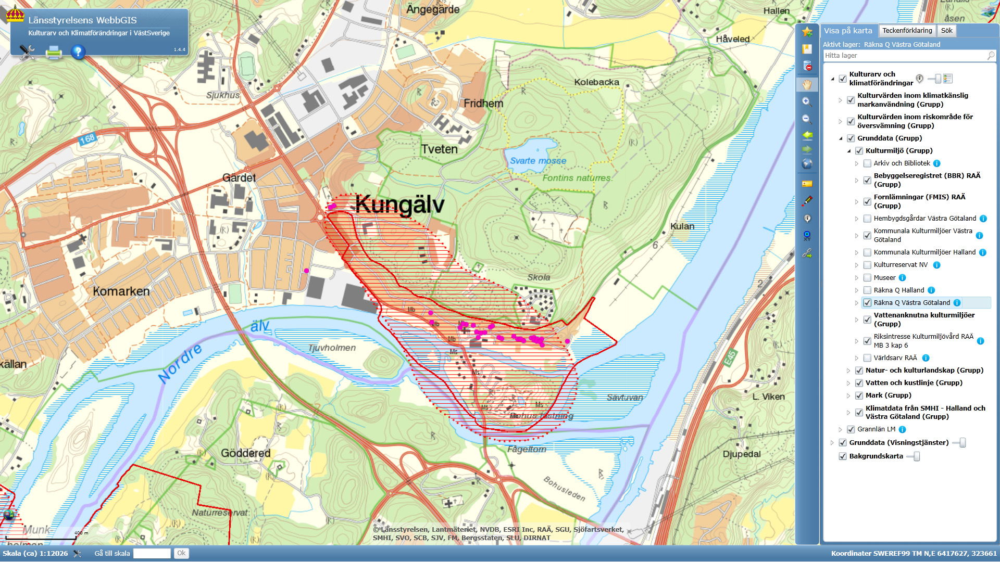 Länsstyrelsens WebbGIS
Kulturarv och Klimatförändringar i VästSverige
1.4.4
Ängegärde
Hallen
åsen
Håveled
Kolebacka
Sjukhus
Fridhem
168
Tveten
Svarte mosse
Fontins naturres.
Gärdet
Kungälv
Kulan
6
Skola
2
Komarken
Mb
Mb
Mb
Ms
Ms
Ms
älv
Nordre
Tjuvholmen
källan
E45
Sävtuvan
L. Viken
Bohus fästning
Fågeltorn
Göddered
Djupedal
Bohusleden
Naturreservat
Munk
holmen
400 m
© Länsstyrelsen, Lantmäteriet, NVDB, ESRI Inc, RAÄ, SGU, Sjöfartsverket,
SMHI, SVO, SCB, SJV, FM, Bergsstaten, SLU, DIRNAT
Visa på karta
Teckenförklaring
Sök
Aktivt lager: Räkna Q Västra Götaland
Hitta lager
Kulturarv och
klimatförändringar
Kulturvärden inom klimatkänslig
markanvändning (Grupp)
Kulturvärden inom riskområde för
översvämning (Grupp)
Grunddata (Grupp)
Kulturmiljö (Grupp)
Arkiv och Bibliotek
Bebyggelseregistret (BBR) RAÄ
(Grupp)
Fornlämningar (FMIS) RAÄ
(Grupp)
Hembygdsgårdar Västra Götaland
Kommunala Kulturmiljöer Västra
Götaland
Kommunala Kulturmiljöer Halland
Kulturreservat NV
Museer
Räkna Q Halland
Räkna Q Västra Götaland
Vattenanknutna kulturmiljöer
(Grupp)
Riksintresse Kulturmiljövård RAÄ
MB 3 kap 6
Världsarv RAÄ
Natur- och kulturlandskap (Grupp)
Vatten och kustlinje (Grupp)
Mark (Grupp)
Klimatdata från SMHI - Halland och
Västra Götaland (Grupp)
Grannlän LM
Grunddata (Visningstjänster)
Bakgrundskarta
Skala (ca) 1:12026
Gå till skala
Ok
Koordinater SWEREF99 TM N,E 6417627, 323661